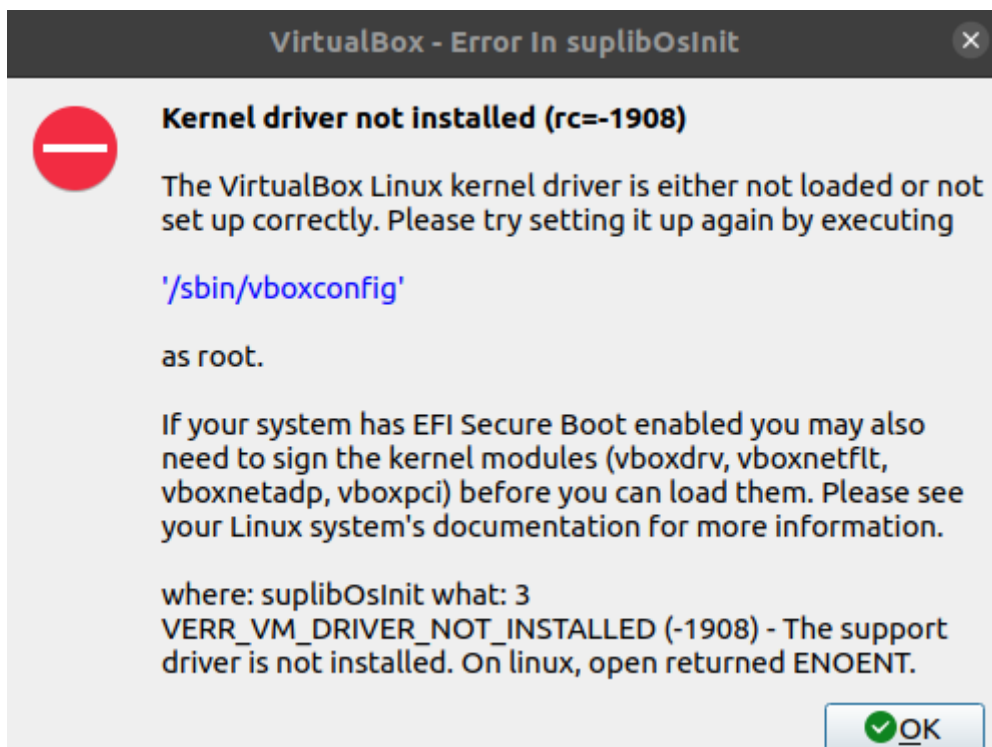 VirtualBox - Error In suplibOsInit
Kernel driver not installed (rc=-1908)
The VirtualBox Linux kernel driver is either not loaded or not
set up correctly. Please try setting it up again by executing
'/sbin/vboxconfig'
as root.
If your system has EFI Secure Boot enabled you may also
need to sign the kernel modules (vboxdrv, vboxnetflt,
vboxnetadp, vboxpci) before you can load them. Please see
your Linux system's documentation for more information.
where: suplibOsInit what: 3
VERR_VM_DRIVER_NOT_INSTALLED (-1908) - The support
driver is not installed. On linux, open returned ENOENT.
OK